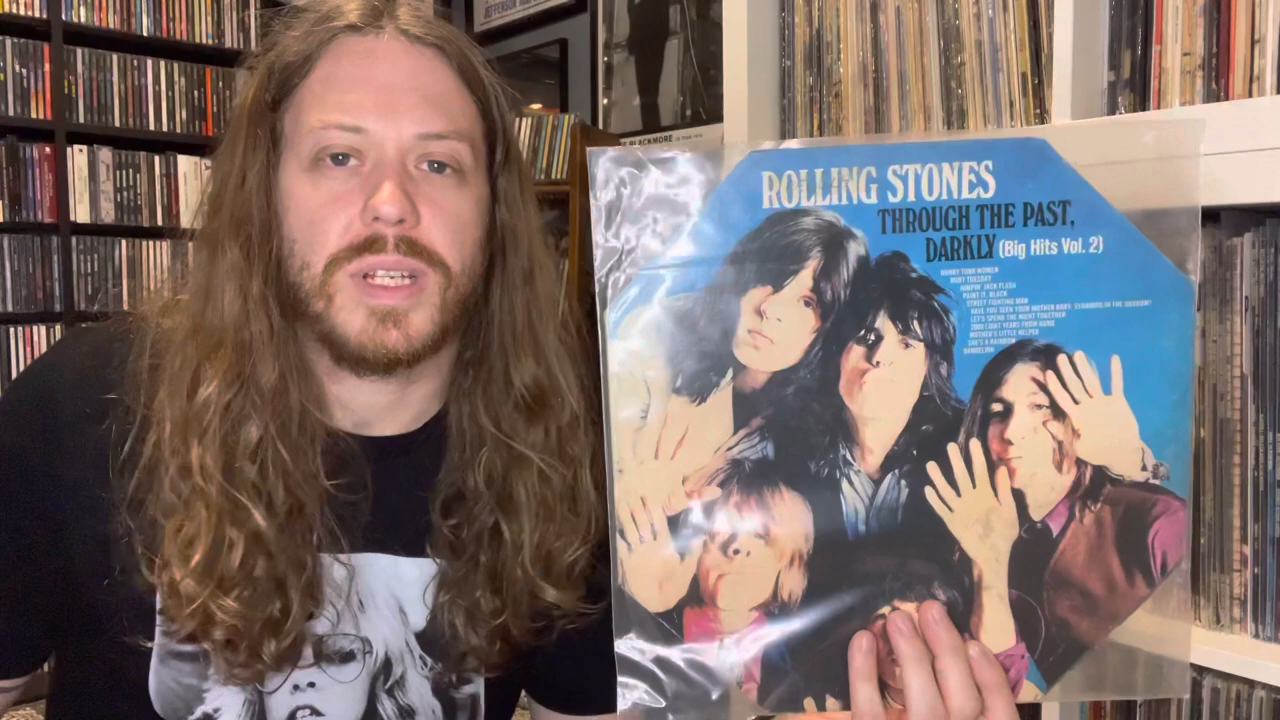 JEFFERSON
BLACKMORE
ROLLING STONES
THROUGH THE PAST,
DARKLY (Big Hits Vol. 2)
HONKY TONK WOMEN
RUBY TUESDAY
JUMPIN' JACK FLASH
PAINT IT, BLACK
STREET FIGHTING MAN
HAVE YOU SEEN YOUR MOTHER BABY, STANDING IN THE SHADOW?
LET'S SPEND THE NIGHT TOGETHER
2000 LIGHT YEARS FROM HOME
MOTHER'S LITTLE HELPER
SHE'S A RAINBOW
DANDELION